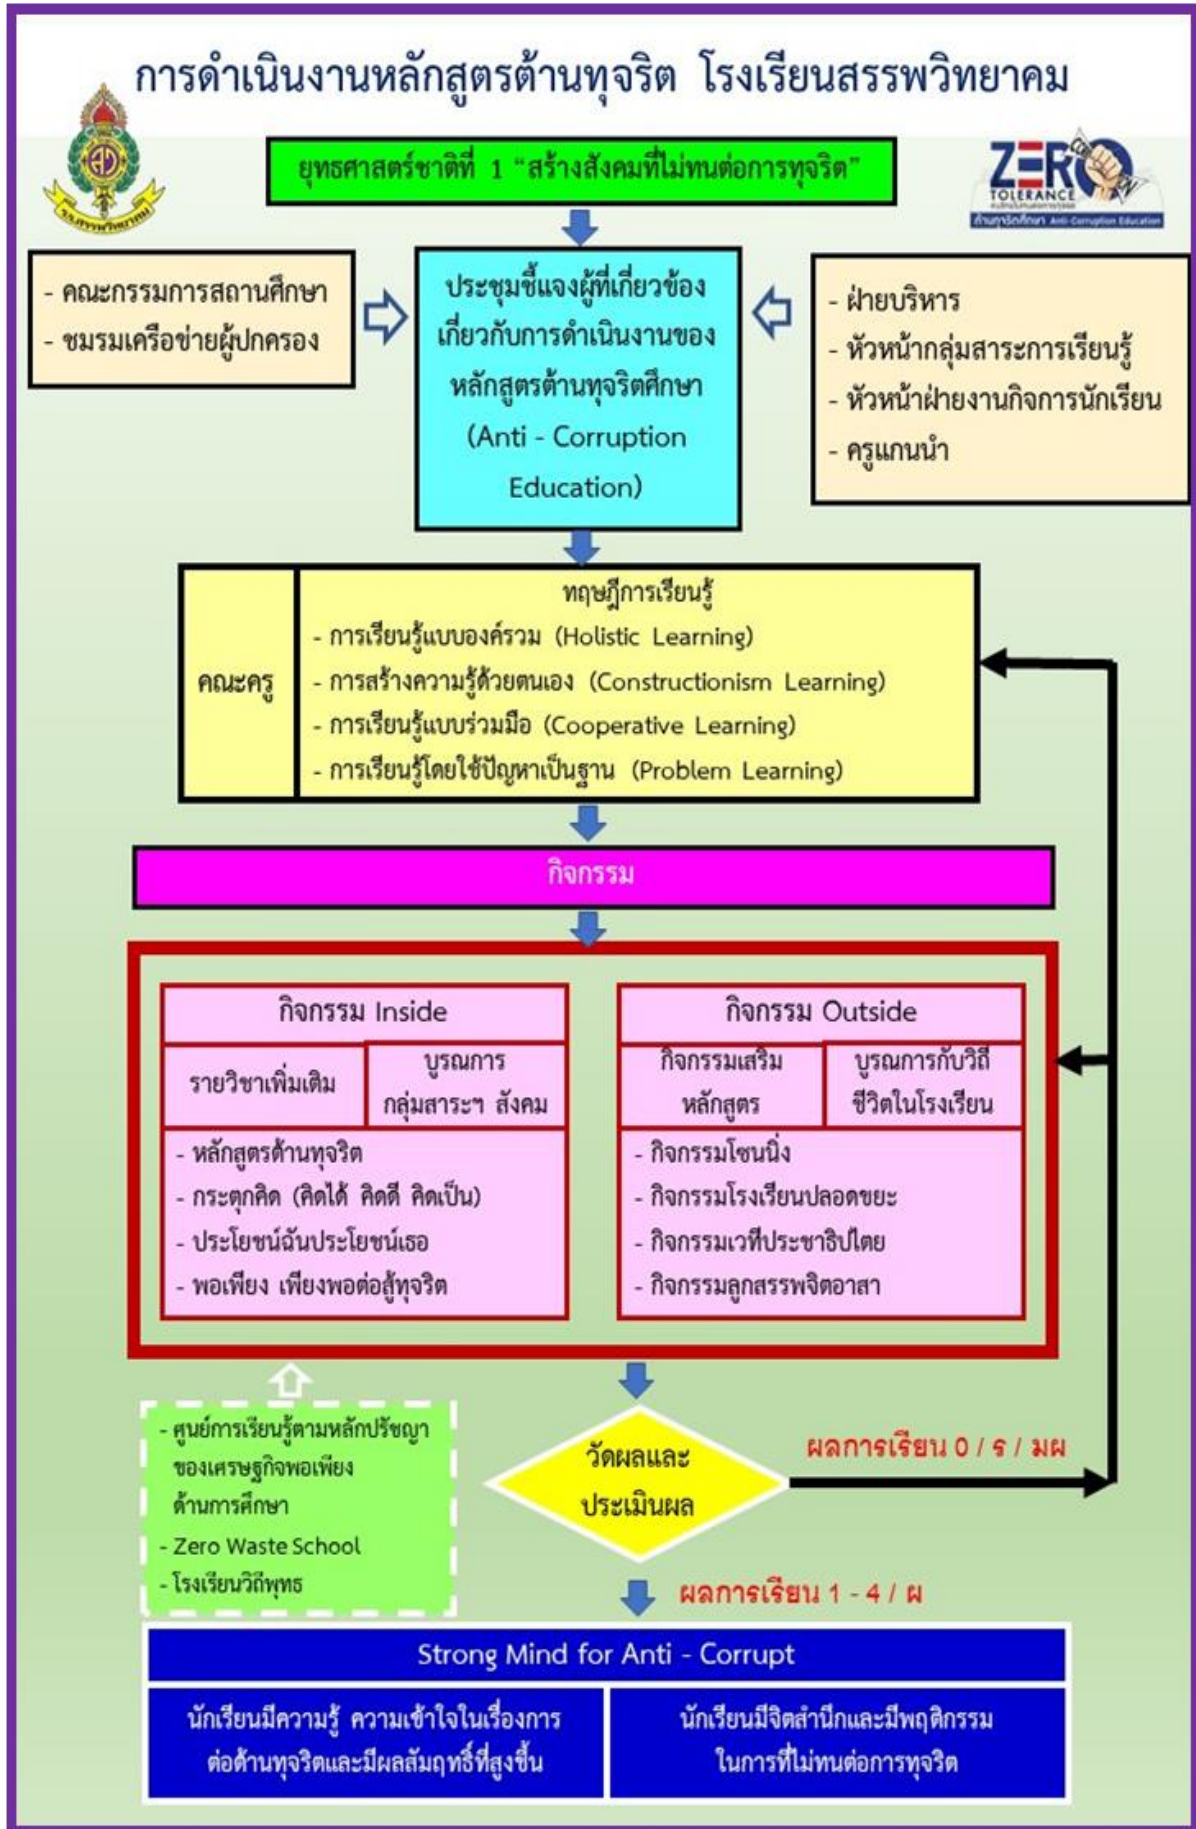 การดำเนินงานหลักสูตรต้านทุจริต โรงเรียนสรรพวิทยาคม
ร.ร.สรรพวิทยาคม
ยุทธศาสตร์ชาติที่ 1 “สร้างสังคมที่ไม่ทนต่อการทุจริต”
ZERO
TOLERANCE
ต้านทุจริตศึกษา Anti-Corruption Education
- คณะกรรมการสถานศึกษา
- ชมรมเครือข่ายผู้ปกครอง
ประชุมชี้แจงผู้ที่เกี่ยวข้อง
เกี่ยวกับการดำเนินงานของ
หลักสูตรต้านทุจริตศึกษา
(Anti - Corruption
Education)
- ฝ่ายบริหาร
- หัวหน้ากลุ่มสาระการเรียนรู้
- หัวหน้าฝ่ายงานกิจการนักเรียน
- ครูแกนนำ
คณะครู
ทฤษฎีการเรียนรู้
- การเรียนรู้แบบองค์รวม (Holistic Learning)
- การสร้างความรู้ด้วยตนเอง (Constructionism Learning)
- การเรียนรู้แบบร่วมมือ (Cooperative Learning)
- การเรียนรู้โดยใช้ปัญหาเป็นฐาน (Problem Learning)
กิจกรรม
กิจกรรม Inside
รายวิชาเพิ่มเติม
บูรณการ
กลุ่มสาระฯ สังคม
- หลักสูตรต้านทุจริต
- กระตุกคิด (คิดได้ คิดดี คิดเป็น)
- ประโยชน์ฉันประโยชน์เธอ
- พอเพียง เพียงพอต่อสู้ทุจริต
กิจกรรม Outside
กิจกรรมเสริม
หลักสูตร
บูรณการกับวิถี
ชีวิตในโรงเรียน
- กิจกรรมโซนนิ่ง
- กิจกรรมโรงเรียนปลอดขยะ
- กิจกรรมเวทีประชาธิปไตย
- กิจกรรมลูกสรรพจิตอาสา
- ศูนย์การเรียนรู้ตามหลักปรัชญา
ของเศรษฐกิจพอเพียง
ด้านการศึกษา
- Zero Waste School
- โรงเรียนวิถีพุทธ
วัดผลและ
ประเมินผล
ผลการเรียน 0 / ร / มผ
ผลการเรียน 1 - 4 / ผ
Strong Mind for Anti - Corrupt
นักเรียนมีความรู้ ความเข้าใจในเรื่องการ
ต่อต้านทุจริตและมีผลสัมฤทธิ์ที่สูงขึ้น
นักเรียนมีจิตสำนึกและมีพฤติกรรม
ในการที่ไม่ทนต่อการทุจริต